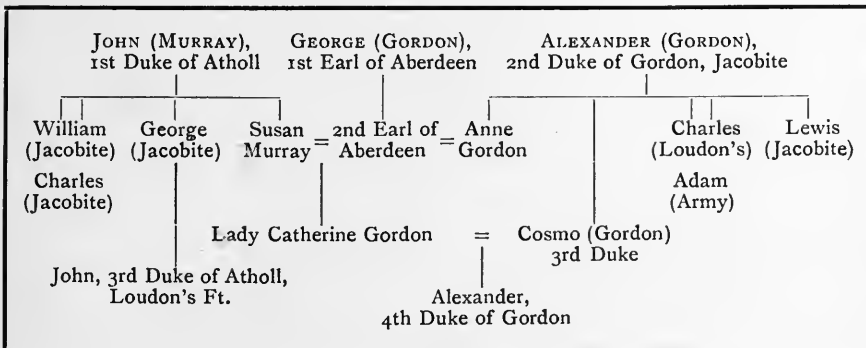 JOHN (MURRAY), GEORGE (GORDON), ALEXANDER (GORDON),
1st Duke of Atholl 1st Earl of Aberdeen 2nd Duke of Gordon, Jacobite
William George Susan 2nd Earl of Anne Charles Lewis
(Jacobite) (Jacobite) Murray = Aberdeen = Gordon (Loudon's) (Jacobite)
Charles Adam
(Jacobite) (Army)
Lady Catherine Gordon = Cosmo (Gordon)
3rd Duke
John, 3rd Duke of Atholl,
Loudon's Ft. Alexander,
4th Duke of Gordon